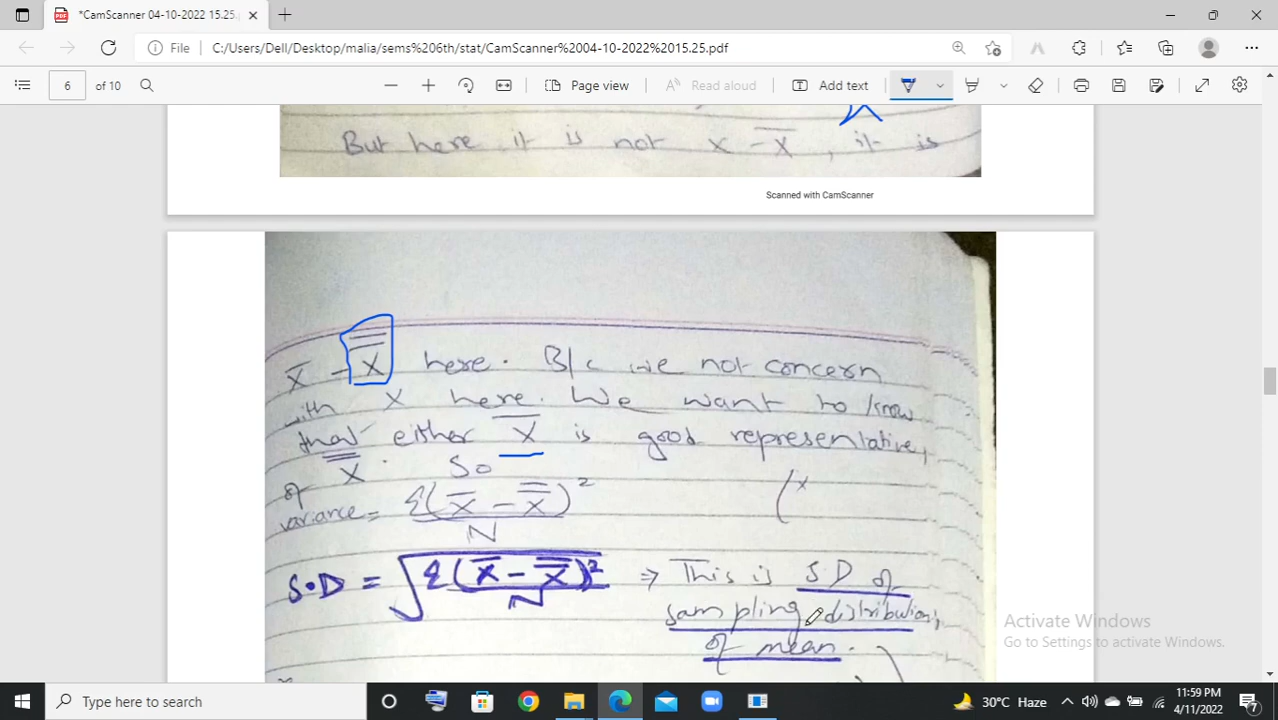 *CamScanner 04-10-2022 15.25.
File C:/Users/Dell/Desktop/malia/sems%206th/stat/CamScanner%2004-10-2022%2015.25.pdf
6 of 10 Page view Read aloud Add text
But here it is not x - x̅, it is
Scanned with CamScanner
x̅ - x̿ here. B/c we not concern
with x here. We want to know
that either x̅ is good representative,
of x̿. So
variance = Σ(x̅ - x̿)² / N
(x
S.D = √Σ(x̅ - x̿)² / N ⇒ This is SD of
sampling distribution,
of mean.
Activate Windows
Go to Settings to activate Windows.
Type here to search
30°C Haze
11:59 PM
4/11/2022
7